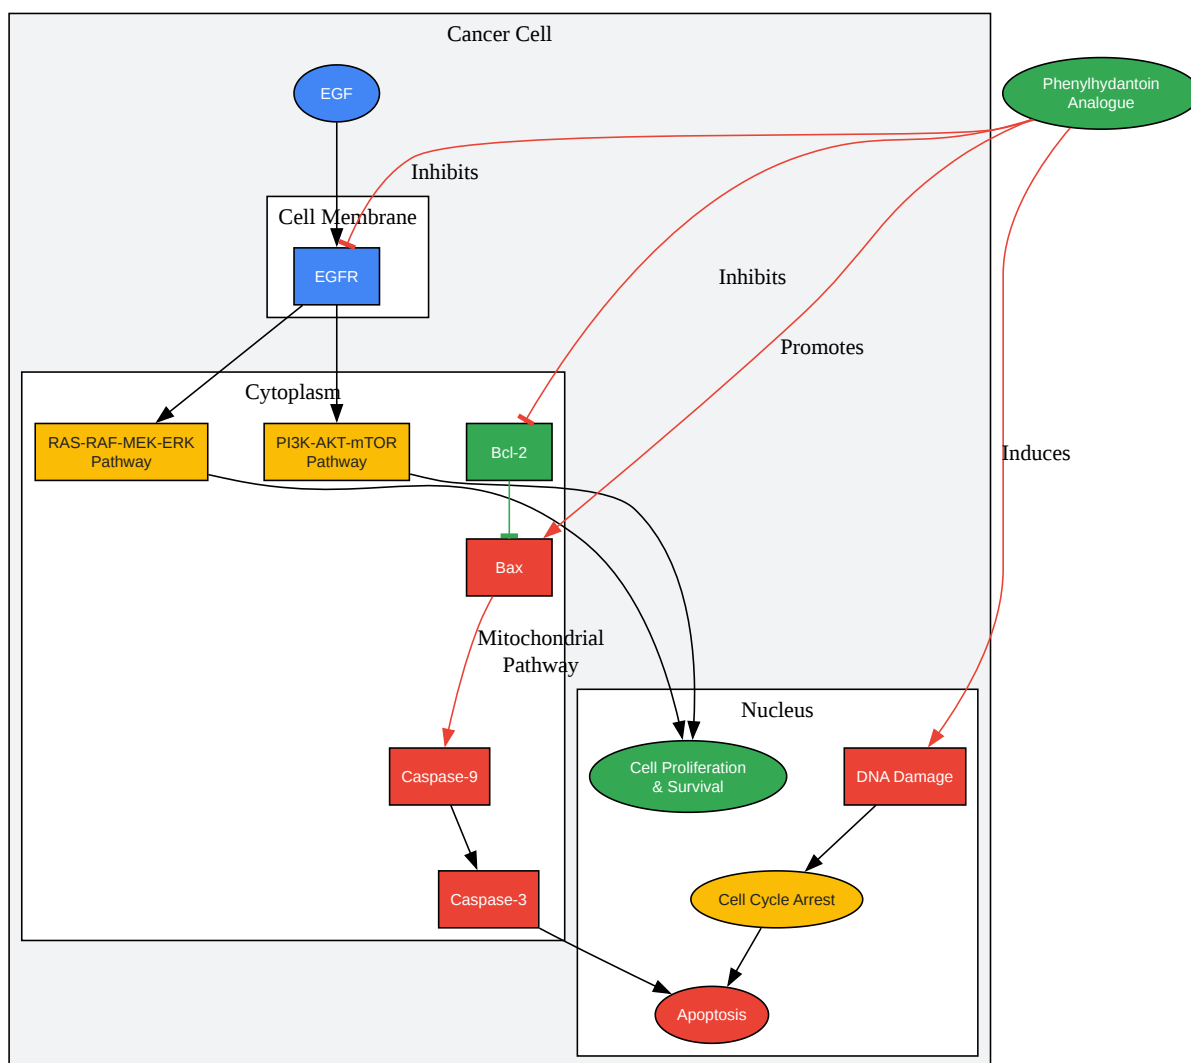 Cancer Cell
EGF
Phenylhydantoin
Analogue
Inhibits
Cell Membrane
EGFR
Inhibits
Promotes
Cytoplasm
RAS-RAF-MEK-ERK
Pathway
PI3K-AKT-mTOR
Pathway
Bcl-2
Induces
Bax
Mitochondrial
Pathway
Nucleus
Cell Proliferation
& Survival
DNA Damage
Caspase-9
Caspase-3
Cell Cycle Arrest
Apoptosis